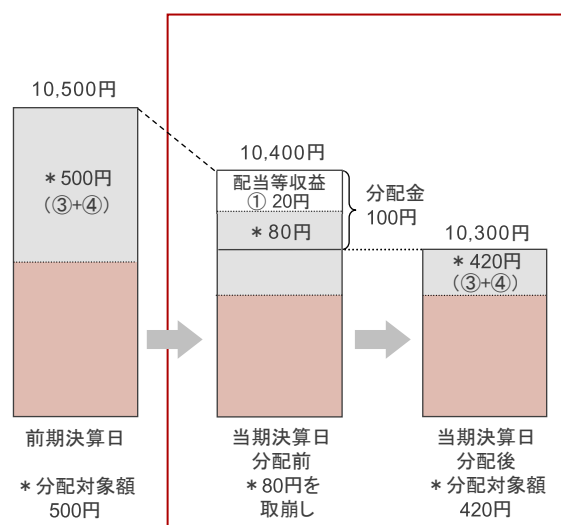 10,500円
＊500円
（③+④）
前期決算日
＊分配対象額
500円
10,400円
配当等収益
① 20円
＊80円
分配金
100円
当期決算日
分配前
＊80円を
取崩し
10,300円
＊420円
（③+④）
当期決算日
分配後
＊分配対象額
420円